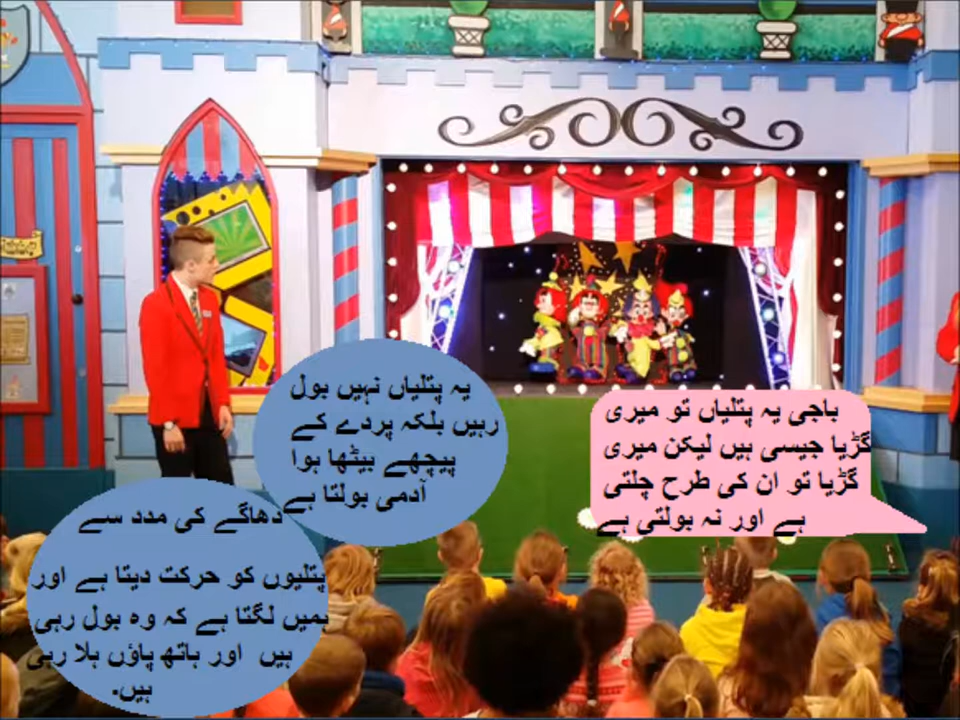 باجی یہ پتلیاں تو میری
گڑیا جیسی ہیں لیکن میری
گڑیا تو ان کی طرح چلتی
ہے اور نہ بولتی ہے
یہ پتلیاں نہیں بول
رہیں بلکہ پردے کے
پیچھے بیٹھا ہوا
آدمی بولتا ہے
دھاگے کی مدد سے
پتلیوں کو حرکت دیتا ہے اور
ہمیں لگتا ہے کہ وہ بول رہی
ہیں اور ہاتھ پاؤں ہلا رہی
ہیں۔